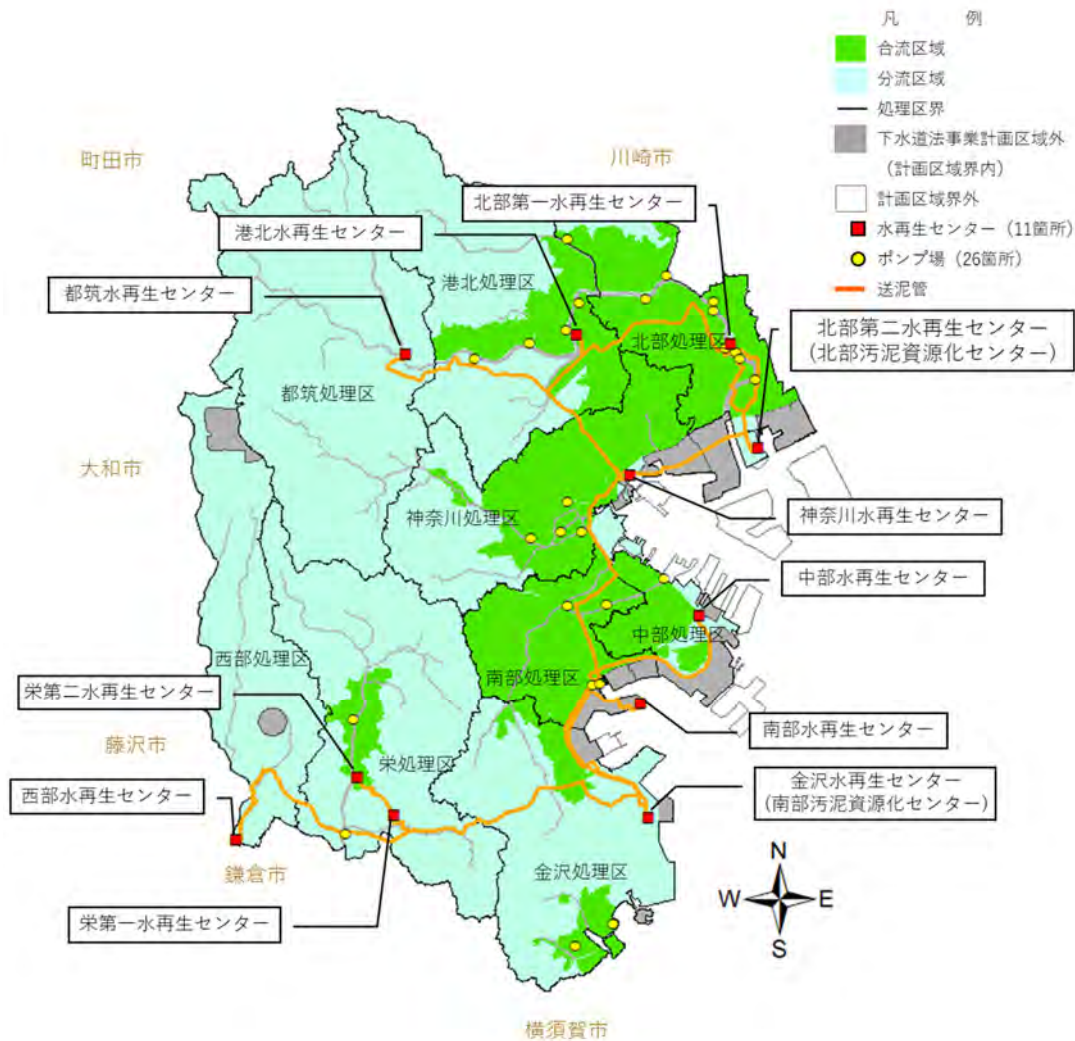 凡 例
合流区域
分流区域
処理区界
下水道法事業計画区域外
(計画区域界内)
計画区域界外
水再生センター (11箇所)
ポンプ場 (26箇所)
送泥管
町田市
川崎市
北部第一水再生センター
港北水再生センター
港北処理区
都筑水再生センター
北部処理区
北部第二水再生センター
(北部汚泥資源化センター)
都筑処理区
大和市
神奈川処理区
神奈川水再生センター
中部水再生センター
中部処理区
西部処理区
南部処理区
栄第二水再生センター
南部水再生センター
藤沢市
栄処理区
西部水再生センター
金沢水再生センター
(南部汚泥資源化センター)
鎌倉市
金沢処理区
N
W
E
S
栄第一水再生センター
横須賀市